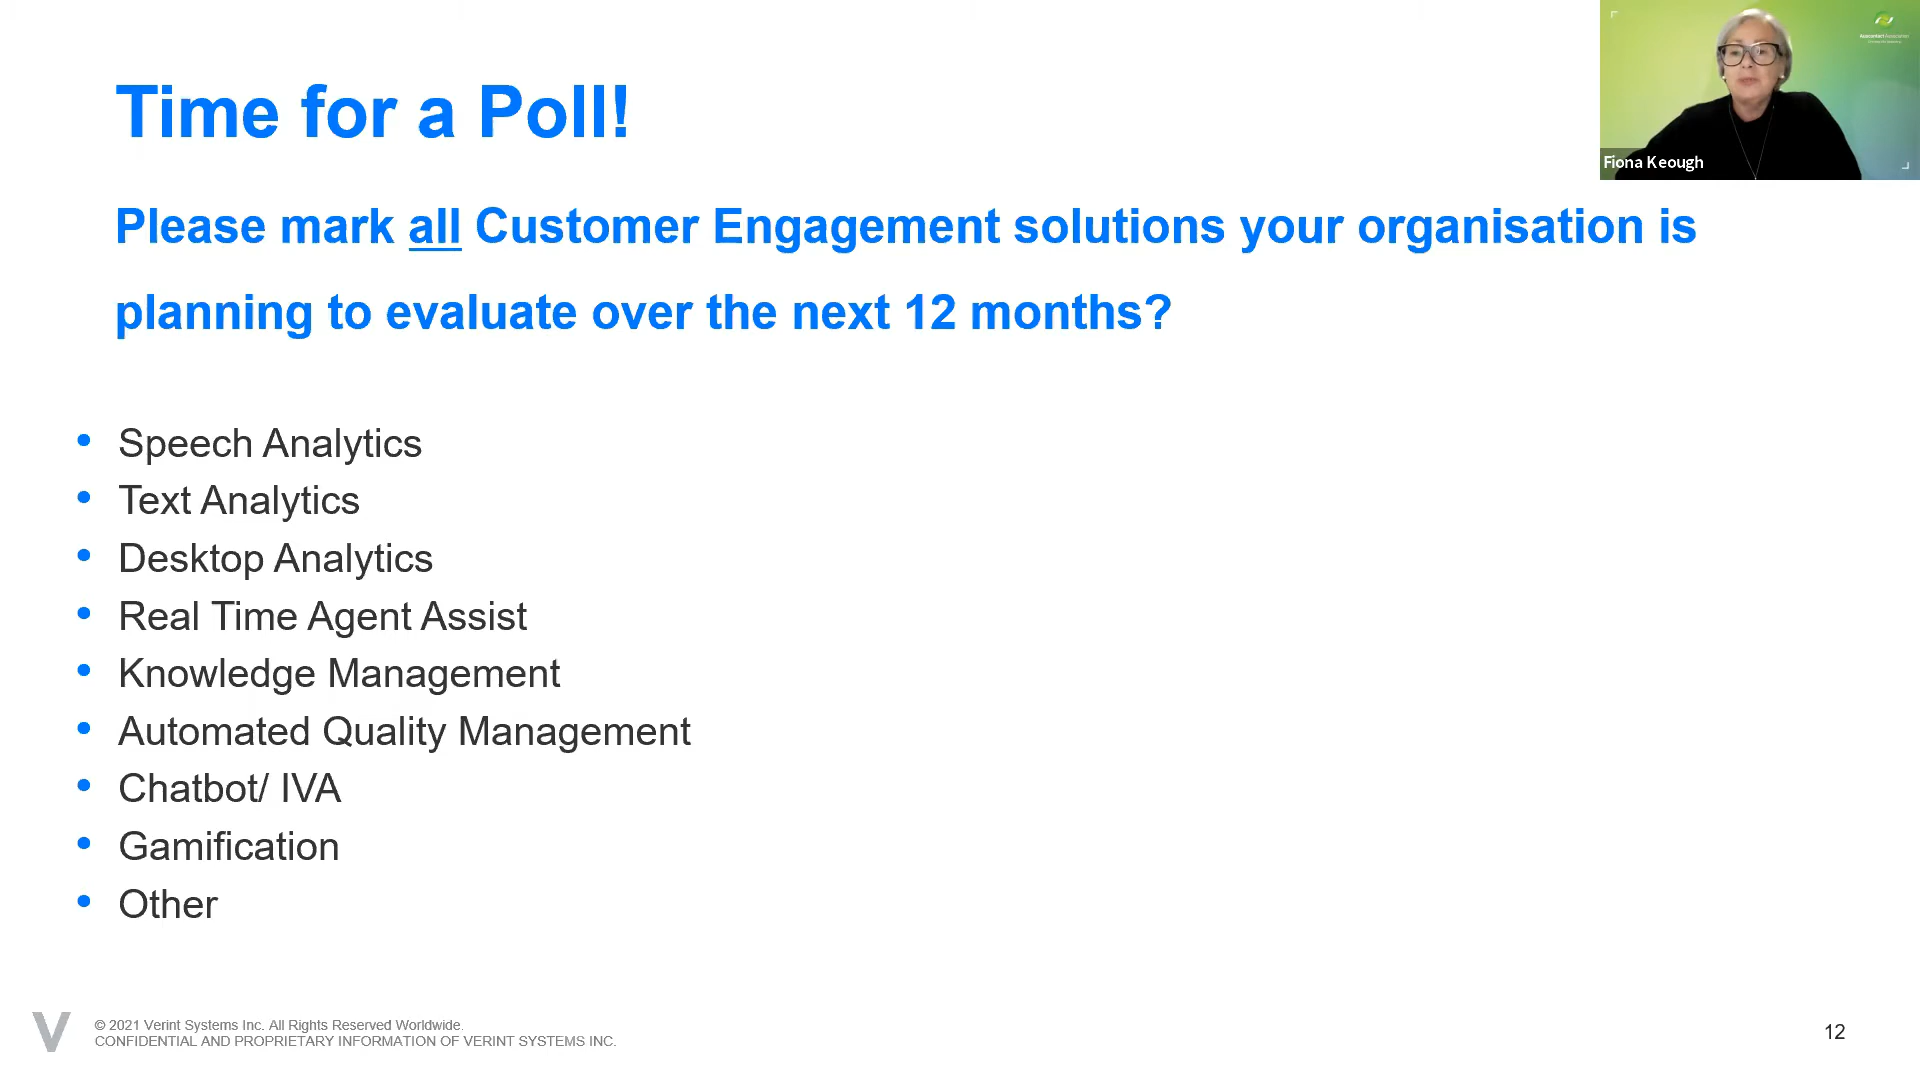 Time for a Poll!
Fiona Keough
Please mark all Customer Engagement solutions your organisation is
planning to evaluate over the next 12 months?
• Speech Analytics
• Text Analytics
• Desktop Analytics
• Real Time Agent Assist
• Knowledge Management
• Automated Quality Management
• Chatbot/ IVA
• Gamification
• Other
© 2021 Verint Systems Inc. All Rights Reserved Worldwide.
CONFIDENTIAL AND PROPRIETARY INFORMATION OF VERINT SYSTEMS INC.
12